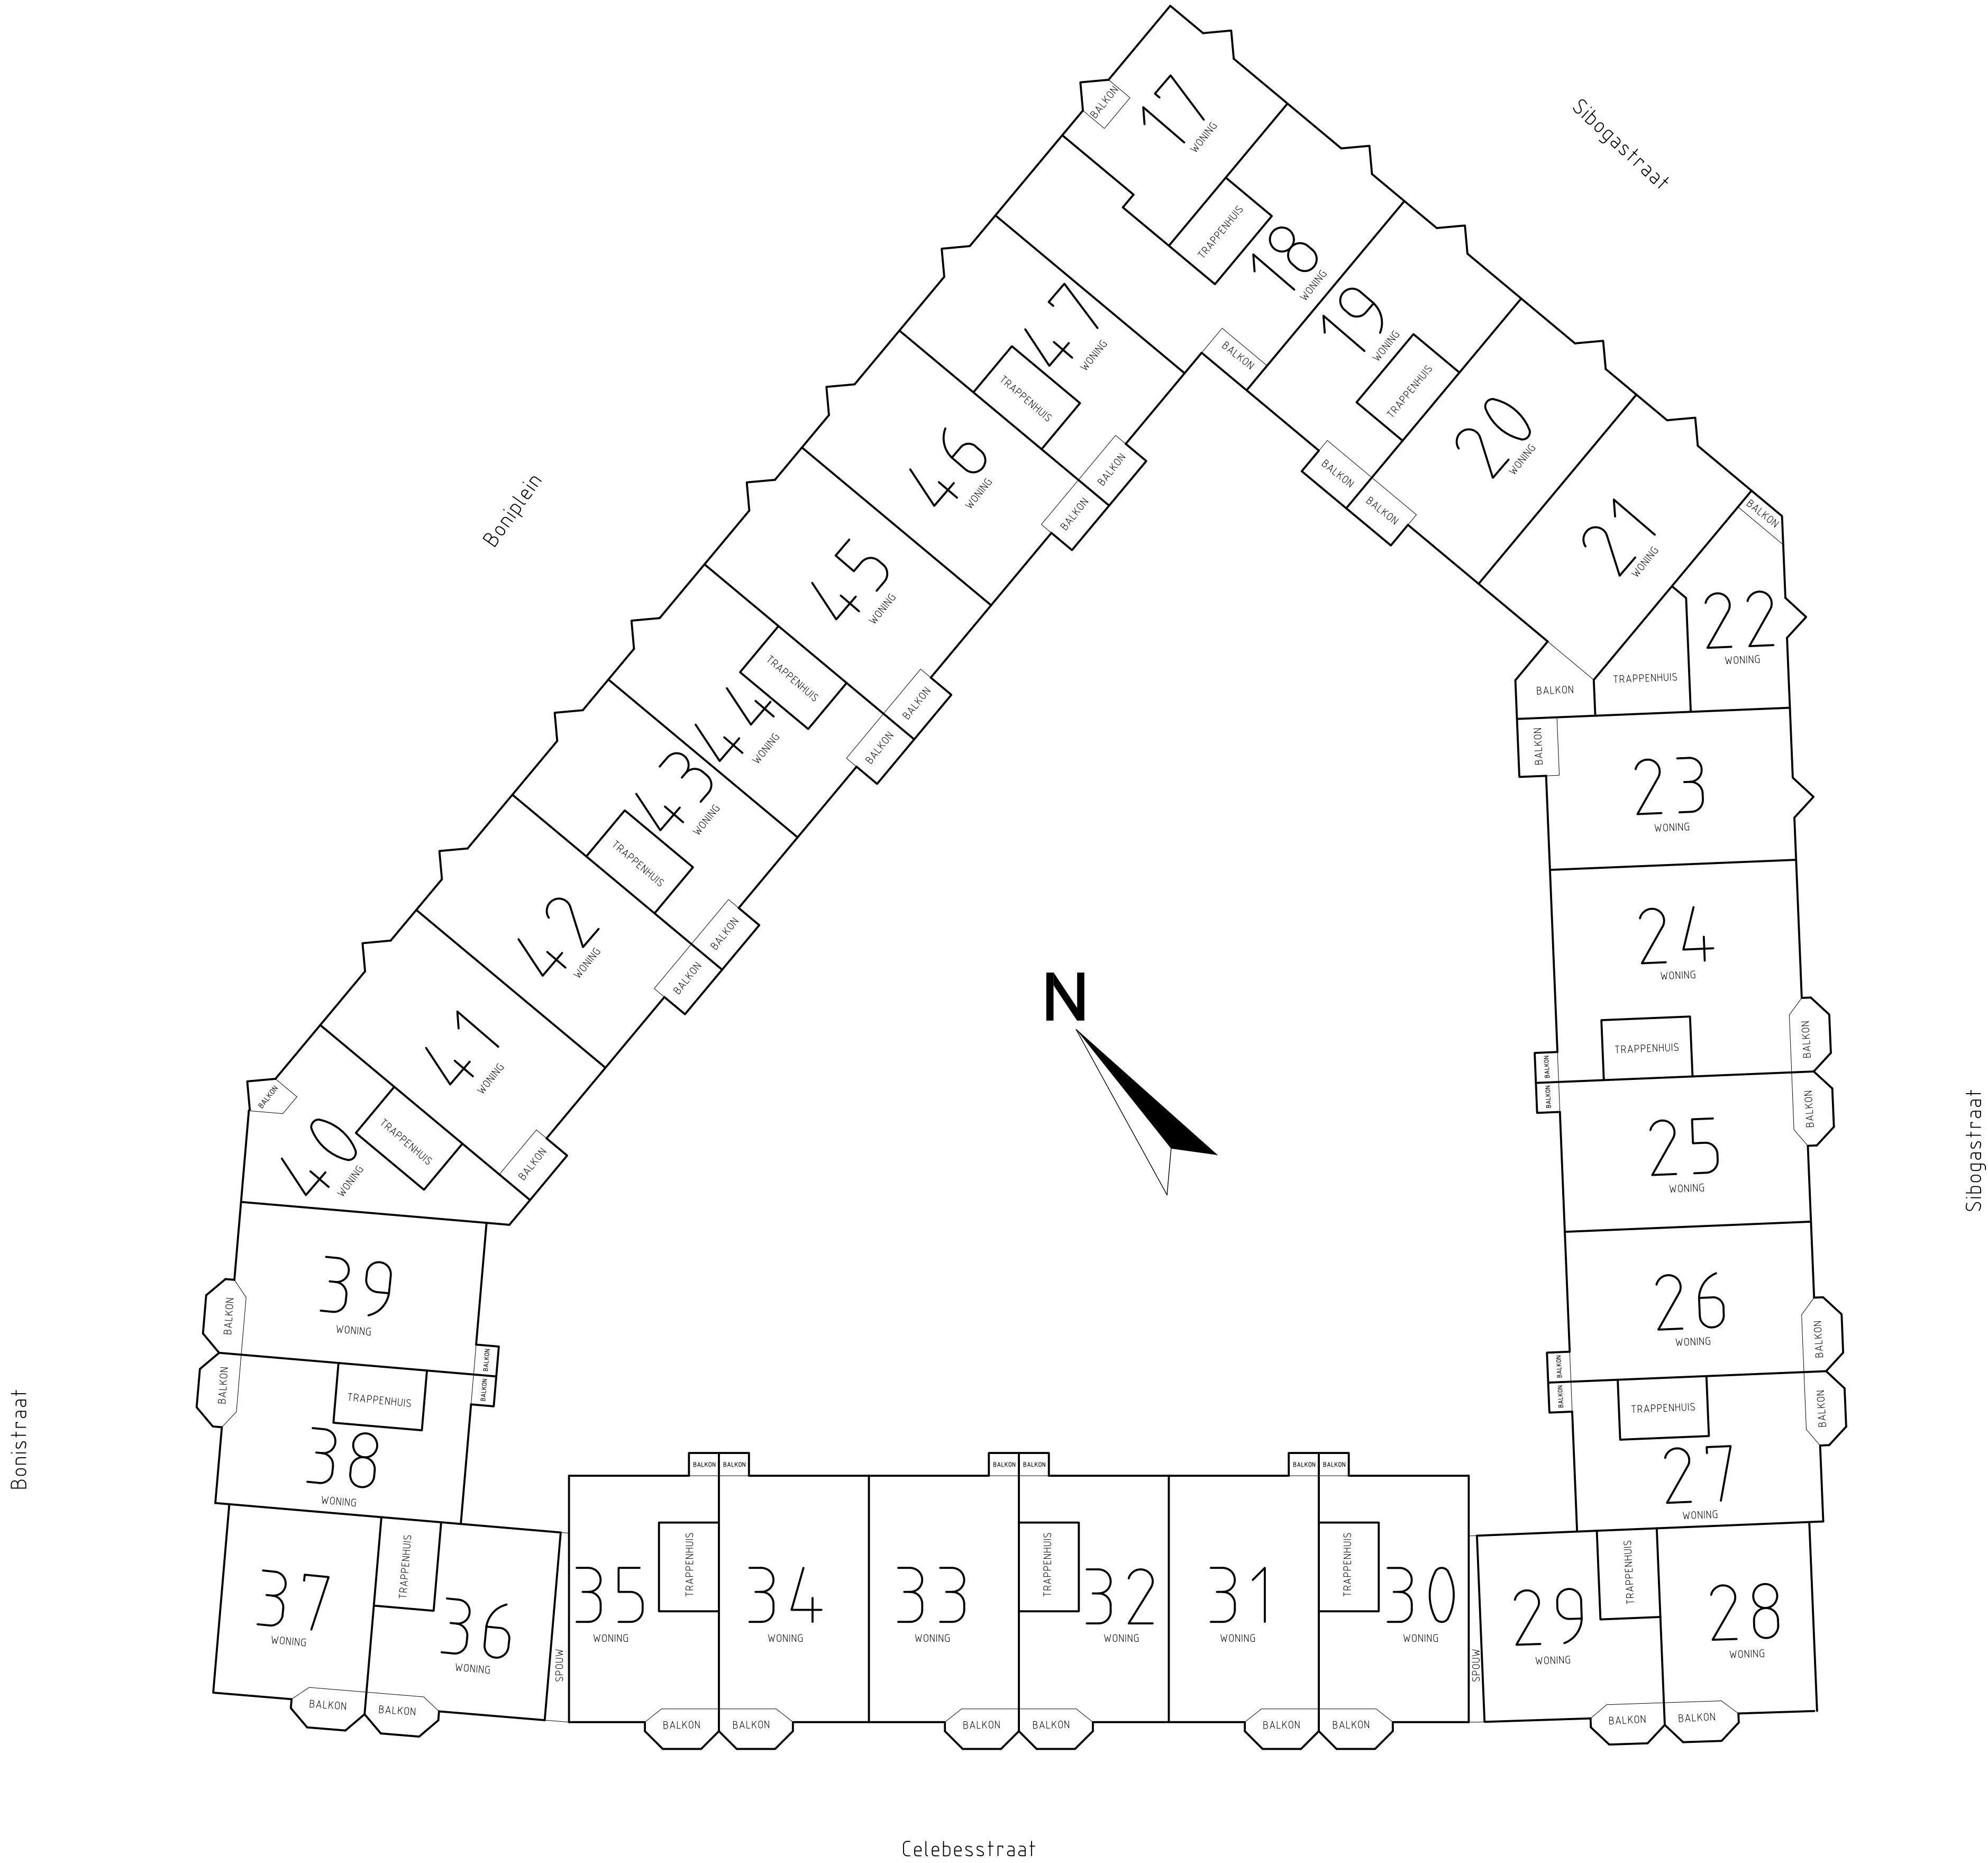 Sibogastraat
17
WONING
BALKON
TRAPPENHUIS
18
WONING
BALKON
19
WONING
TRAPPENHUIS
BALKON
20
WONING
BALKON
21
WONING
BALKON
BALKON
22
WONING
TRAPPENHUIS
23
WONING
BALKON
24
WONING
TRAPPENHUIS
BALKON
BALKON
25
WONING
BALKON
BALKON
26
WONING
BALKON
BALKON
27
WONING
TRAPPENHUIS
BALKON
BALKON
Sibogastraat
28
WONING
BALKON
TRAPPENHUIS
29
WONING
BALKON
SPOUW
30
WONING
TRAPPENHUIS
BALKON
BALKON
31
WONING
BALKON
BALKON
32
WONING
TRAPPENHUIS
BALKON
BALKON
33
WONING
BALKON
BALKON
34
WONING
BALKON
BALKON
35
WONING
TRAPPENHUIS
BALKON
BALKON
SPOUW
36
WONING
BALKON
TRAPPENHUIS
37
WONING
BALKON
38
WONING
TRAPPENHUIS
BALKON
BALKON
39
WONING
BALKON
BALKON
40
WONING
BALKON
TRAPPENHUIS
41
WONING
BALKON
42
WONING
BALKON
43
WONING
TRAPPENHUIS
BALKON
44
WONING
TRAPPENHUIS
BALKON
45
WONING
BALKON
46
WONING
BALKON
47
WONING
TRAPPENHUIS
BALKON
Boniplein
N
Bonistraat
Celebesstraat